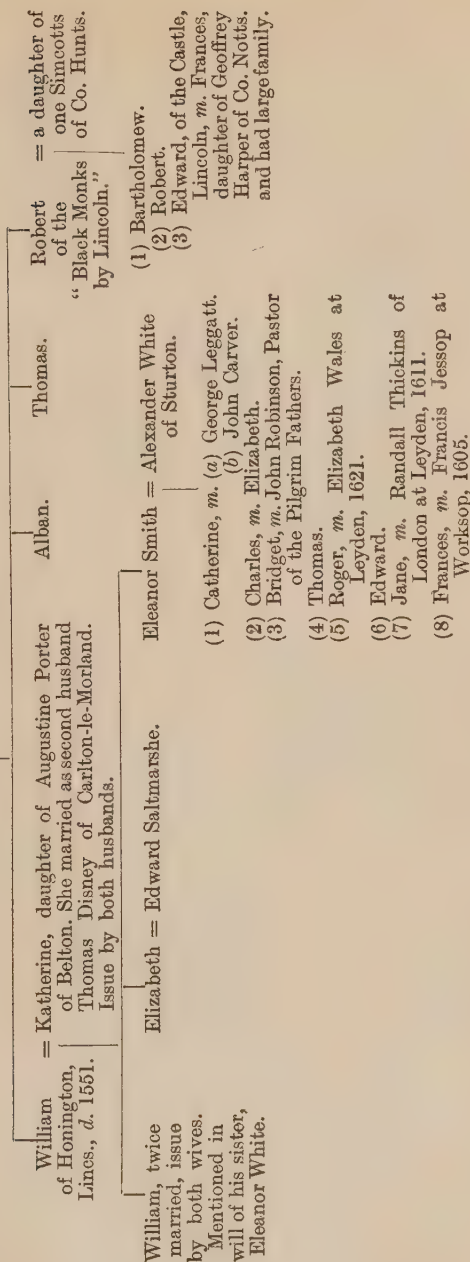 William
of Honington,
Lincs., d. 1551.
= Katherine, daughter of Augustine Porter
of Belton. She married as second husband
Thomas Disney of Carlton-le-Morland.
Issue by both husbands.
Alban.
Thomas.
Robert
of the
“Black Monks
by Lincoln.”
= a daughter of
one Simcotts
of Co. Hunts.
William, twice
married, issue
by both wives.
Mentioned in
will of his sister,
Eleanor White.
Elizabeth = Edward Saltmarshe.
Eleanor Smith = Alexander White
of Sturton.
(1) Catherine, m. (a) George Leggatt.
(b) John Carver.
(2) Charles, m. Elizabeth.
(3) Bridget, m. John Robinson, Pastor
of the Pilgrim Fathers.
(4) Thomas.
(5) Roger, m. Elizabeth Wales at
Leyden, 1621.
(6) Edward.
(7) Jane, m. Randall Thickins of
London at Leyden, 1611.
(8) Frances, m. Francis Jessop at
Worksop, 1605.
(1) Bartholomew.
(2) Robert.
(3) Edward, of the Castle,
Lincoln, m. Frances,
daughter of Geoffrey
Harper of Co. Notts.
and had large family.